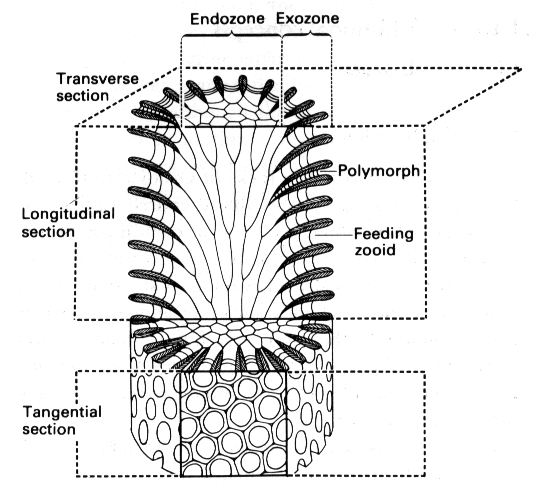 Endozone Exozone
Transverse
section
Polymorph
Longitudinal
section
Feeding
zooid
Tangential
section